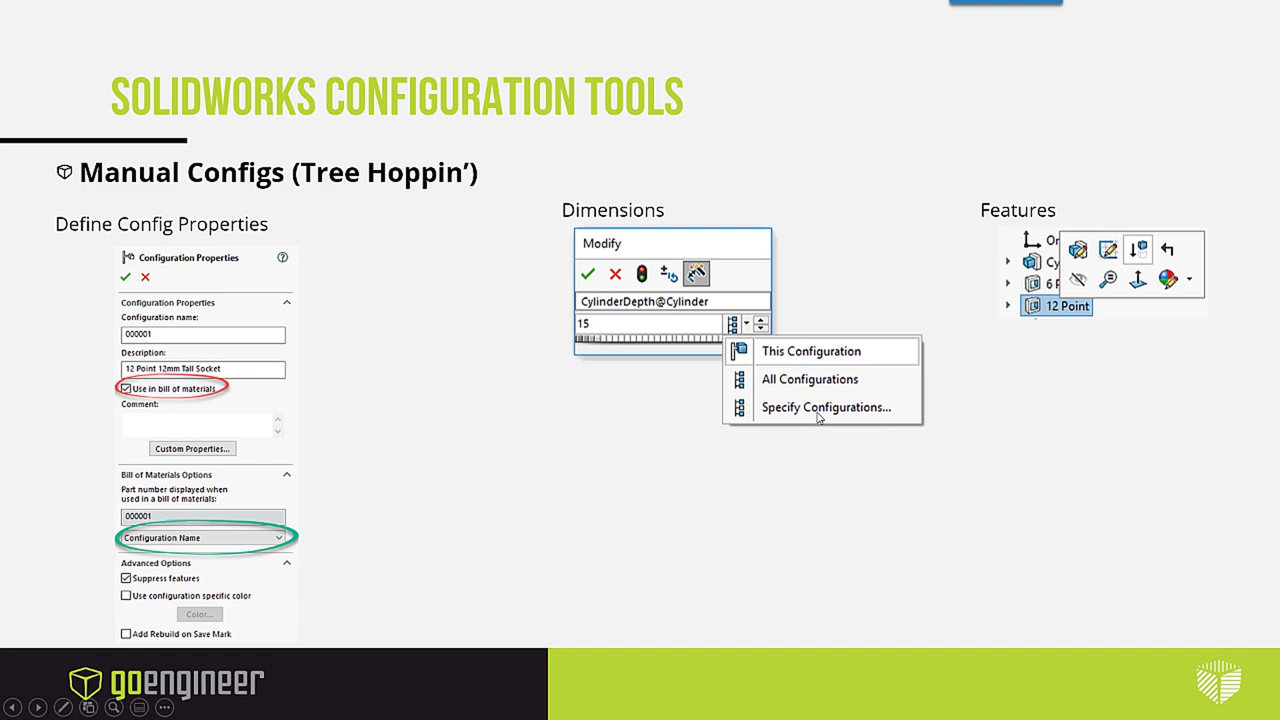 SOLIDWORKS CONFIGURATION TOOLS
Manual Configs (Tree Hoppin’)
Define Config Properties
Configuration Properties
Configuration Properties
Configuration name:
000001
Description:
12 Point 12mm Tall Socket
Use in bill of materials
Comment:
Custom Properties...
Bill of Materials Options
Part number displayed when
used in a bill of materials:
000001
Configuration Name
Advanced Options
Suppress features
Use configuration specific color
Color...
Add Rebuild on Save Mark
Dimensions
Modify
CylinderDepth@Cylinder
15
This Configuration
All Configurations
Specify Configurations...
Features
Or
Cy
6 P
12 Point
goengineer